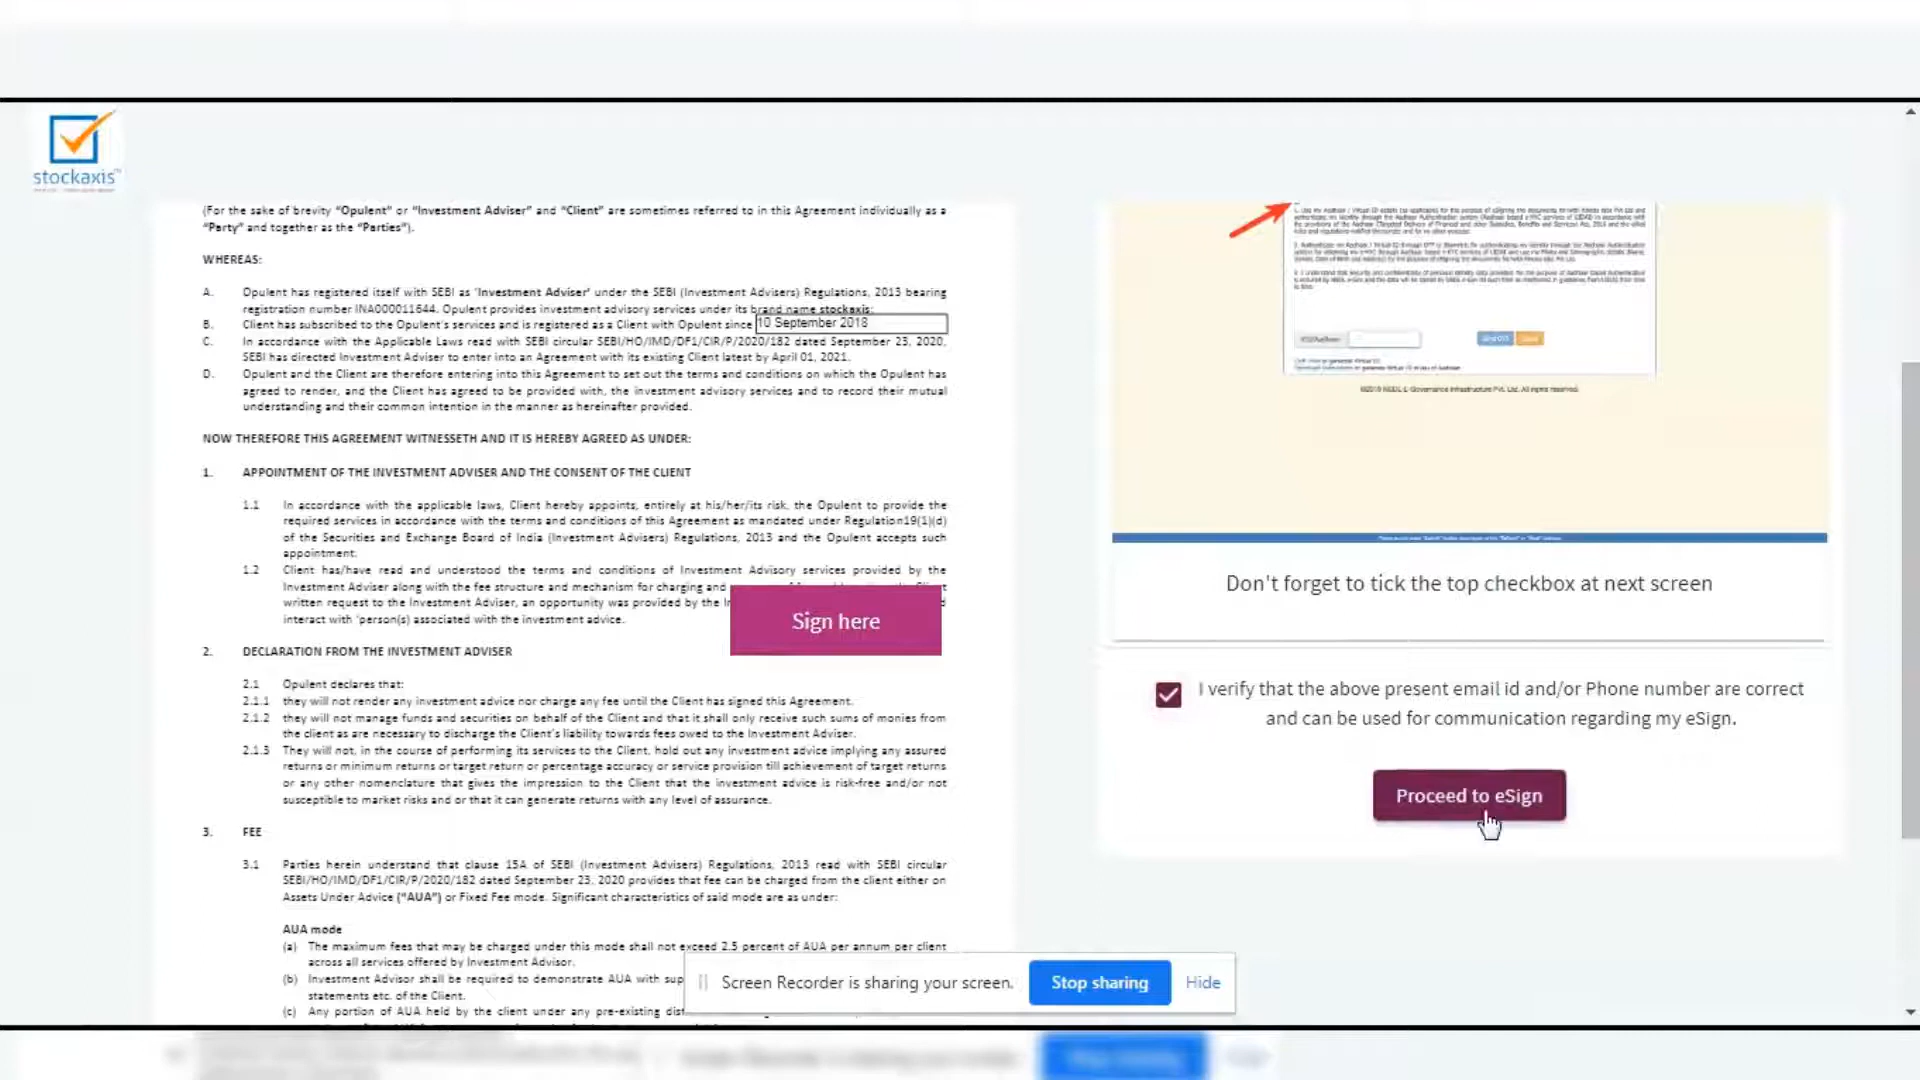 stockaxis
(For the sake of brevity “Opulent” or “Investment Adviser” and “Client” are sometimes referred to in this Agreement individually as a
“Party” and together as the “Parties”).
WHEREAS:
A. Opulent has registered itself with SEBI as ‘Investment Adviser’ under the SEBI (Investment Advisers) Regulations, 2013 bearing
registration number INA000011644. Opulent provides investment advisory services under its brand name stockaxis;
B. Client has subscribed to the Opulent's services and is registered as a Client with Opulent since 10 September 2018
C. In accordance with the Applicable Laws read with SEBI circular SEBI/HO/IMD/DF1/CIR/P/2020/182 dated September 23, 2020,
SEBI has directed Investment Adviser to enter into an Agreement with its existing Client latest by April 01, 2021.
D. Opulent and the Client are therefore entering into this Agreement to set out the terms and conditions on which the Opulent has
agreed to render, and the Client has agreed to be provided with, the investment advisory services and to record their mutual
understanding and their common intention in the manner as hereinafter provided.
NOW THEREFORE THIS AGREEMENT WITNESSETH AND IT IS HEREBY AGREED AS UNDER:
1. APPOINTMENT OF THE INVESTMENT ADVISER AND THE CONSENT OF THE CLIENT
1.1 In accordance with the applicable laws, Client hereby appoints, entirely at his/her/its risk, the Opulent to provide the
required services in accordance with the terms and conditions of this Agreement as mandated under Regulation19(1)(d)
of the Securities and Exchange Board of India (Investment Advisers) Regulations, 2013 and the Opulent accepts such
appointment.
1.2 Client has/have read and understood the terms and conditions of Investment Advisory services provided by the
Investment Adviser along with the fee structure and mechanism for charging and
written request to the Investment Adviser, an opportunity was provided by the
interact with ‘person(s) associated with the investment advice.
Sign here
2. DECLARATION FROM THE INVESTMENT ADVISER
2.1 Opulent declares that:
2.1.1 they will not render any investment advice nor charge any fee until the Client has signed this Agreement.
2.1.2 they will not manage funds and securities on behalf of the Client and that it shall only receive such sums of monies from
the client as are necessary to discharge the Client's liability towards fees owed to the Investment Adviser.
2.1.3 They will not, in the course of performing its services to the Client, hold out any investment advice implying any assured
returns or minimum returns or target return or percentage accuracy or service provision till achievement of target returns
or any other nomenclature that gives the impression to the Client that the investment advice is risk-free and/or not
susceptible to market risks and or that it can generate returns with any level of assurance.
3. FEE
3.1 Parties herein understand that clause 15A of SEBI (Investment Advisers) Regulations, 2013 read with SEBI circular
SEBI/HO/IMD/DF1/CIR/P/2020/182 dated September 23, 2020 provides that fee can be charged from the client either on
Assets Under Advice (“AUA”) or Fixed Fee mode. Significant characteristics of said mode are as under:
AUA mode
(a) The maximum fees that may be charged under this mode shall not exceed 2.5 percent of AUA per annum per client
across all services offered by Investment Advisor.
(b) Investment Advisor shall be required to demonstrate AUA with sup
statements etc. of the Client.
(c) Any portion of AUA held by the client under any pre-existing dist
Don't forget to tick the top checkbox at next screen
I verify that the above present email id and/or Phone number are correct
and can be used for communication regarding my eSign.
Proceed to eSign
Screen Recorder is sharing your screen.
Stop sharing
Hide